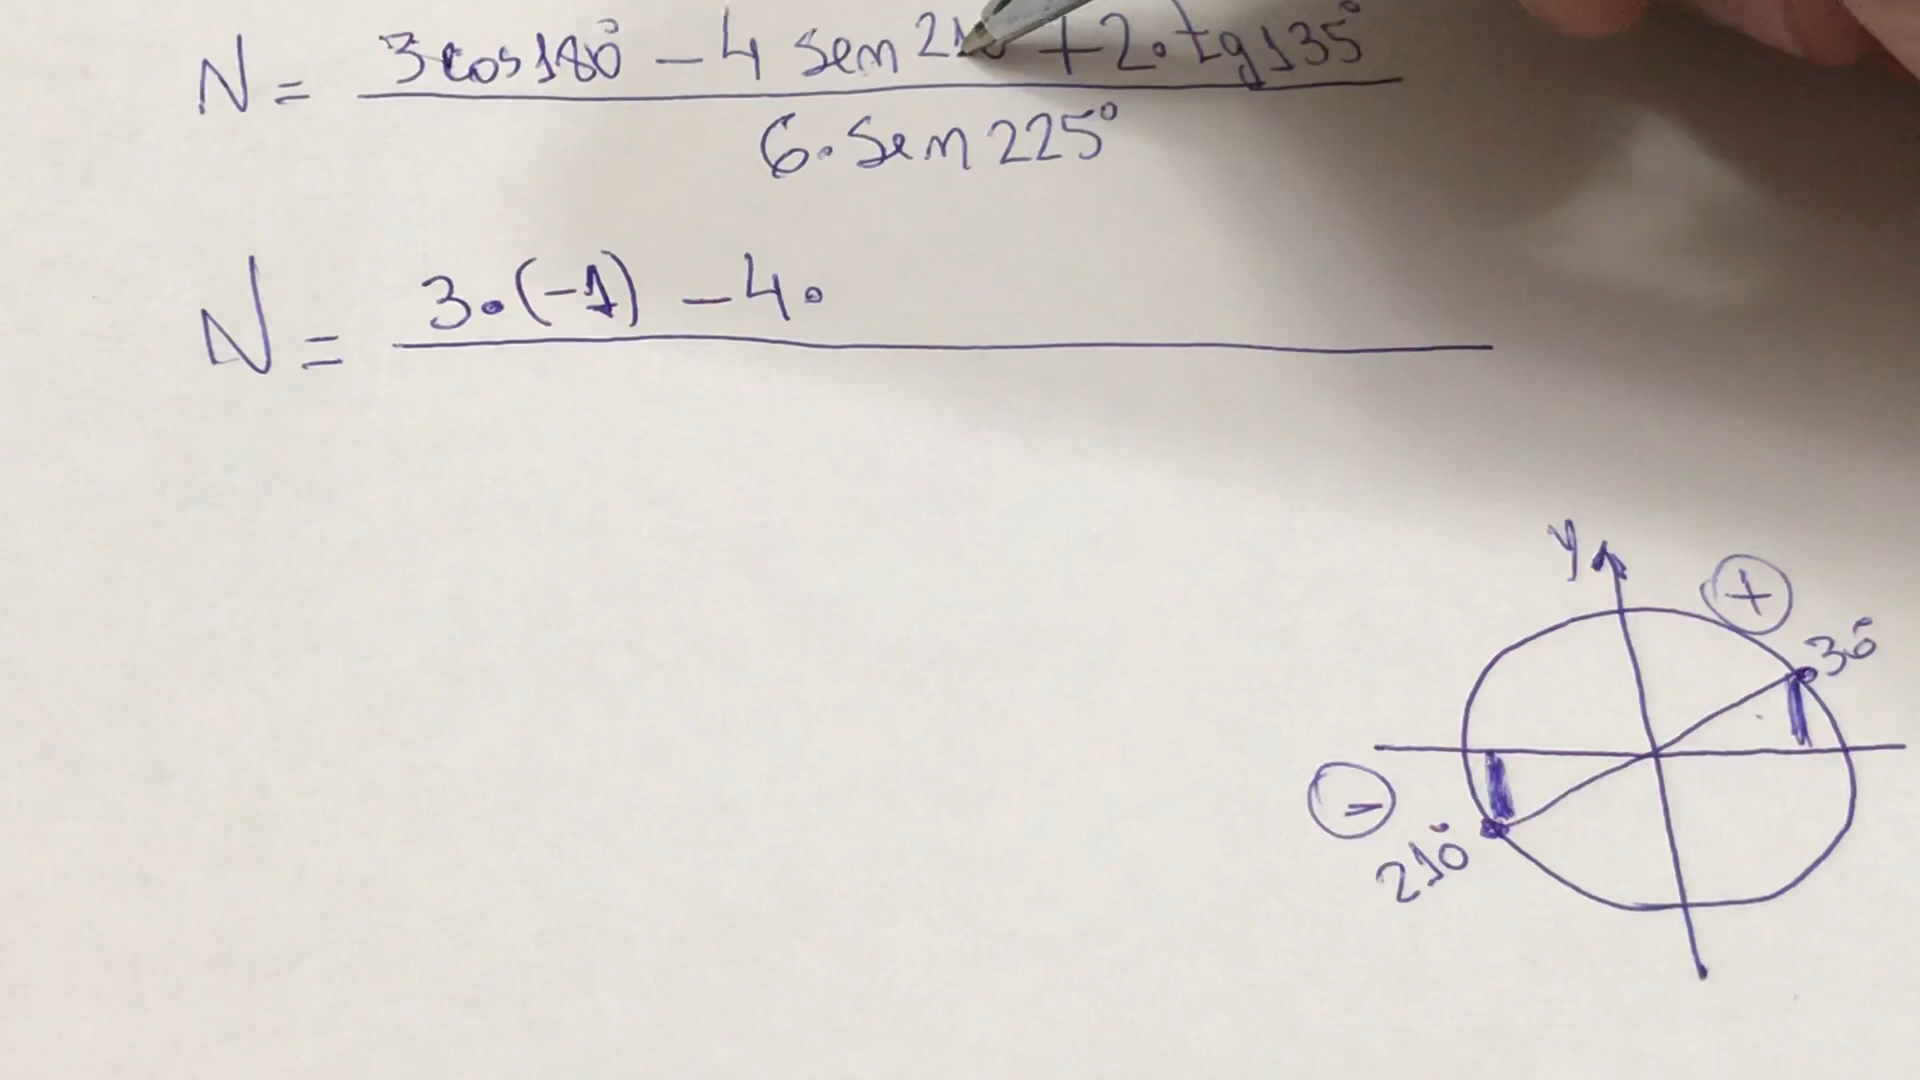 N = 3cos180° - 4 sen 210 + 2.tg135°
6.Sen225°
N = 3.(-1) - 4.
y
+
30°
-
210°